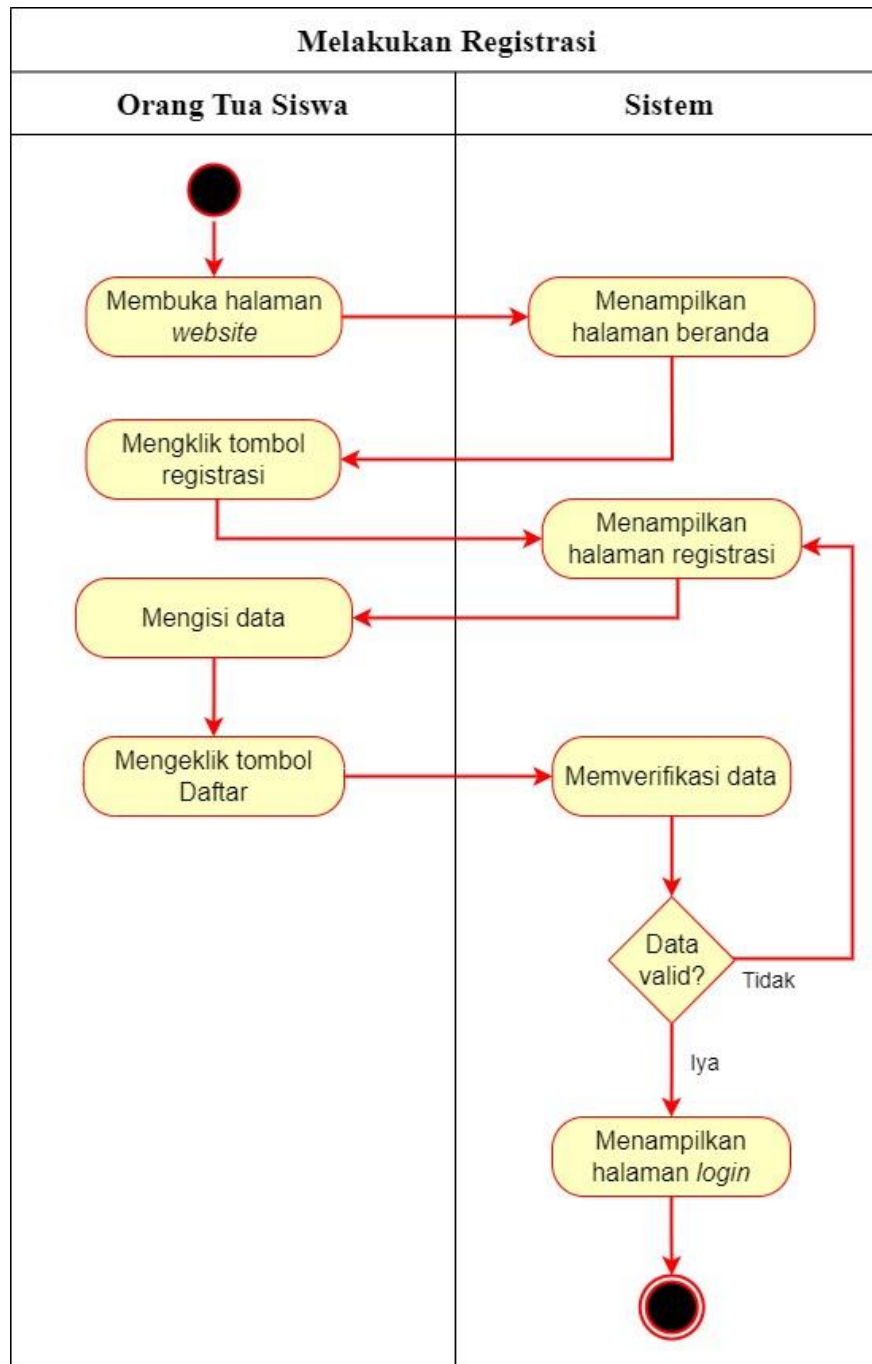 Melakukan Registrasi
Orang Tua Siswa
Sistem
Membuka halaman
website
Menampilkan
halaman beranda
Mengklik tombol
registrasi
Menampilkan
halaman registrasi
Mengisi data
Mengeklik tombol
Daftar
Memverifikasi data
Data
valid?
Tidak
Iya
Menampilkan
halaman login